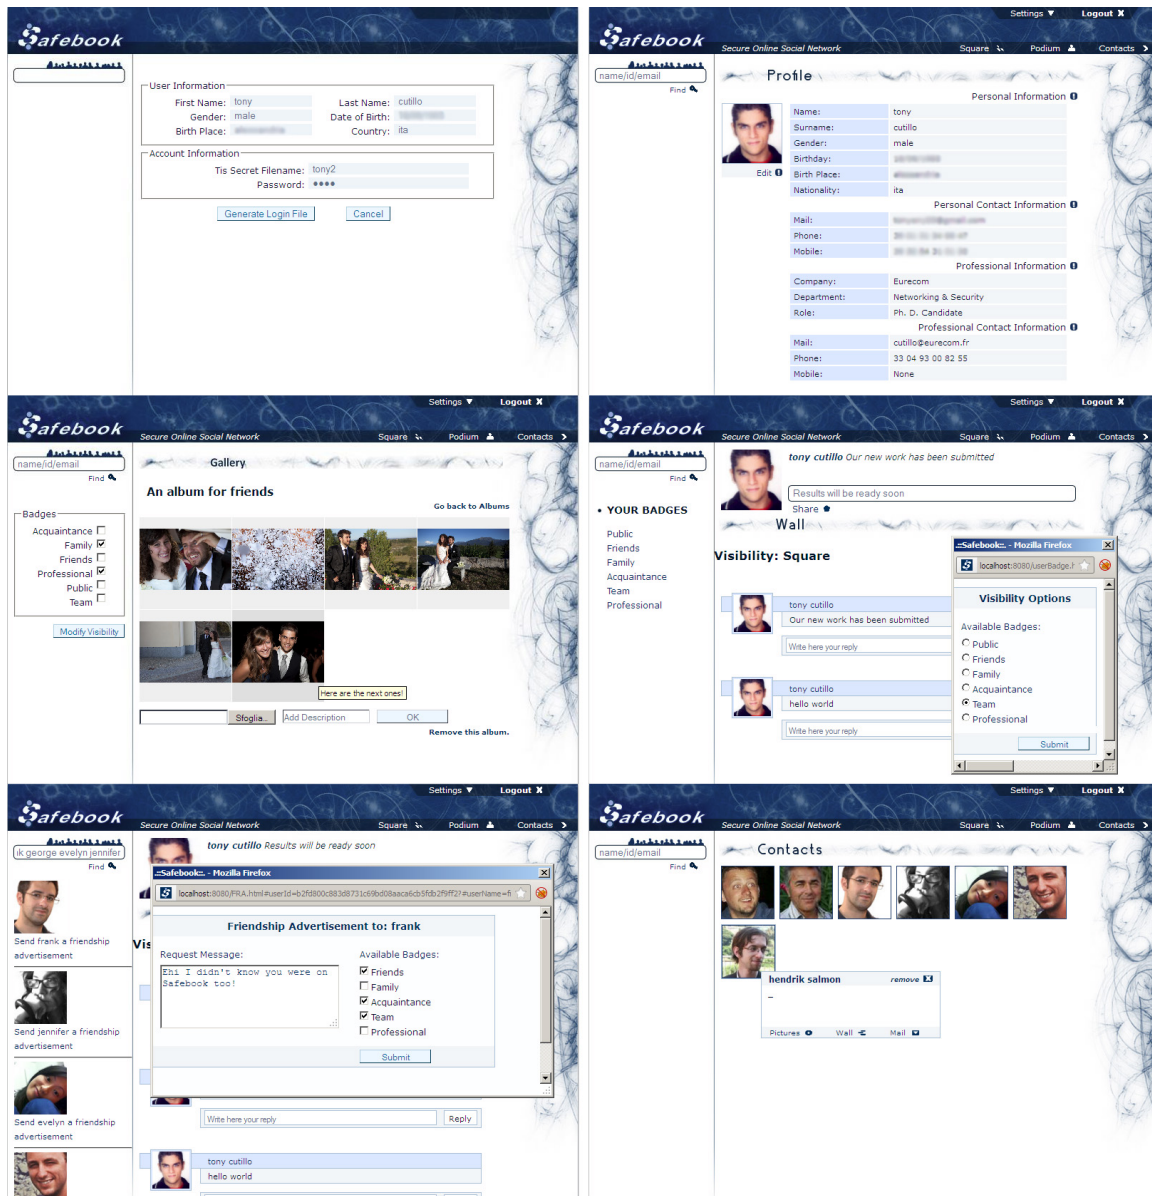 Safebook
User Information
First Name: tony Last Name: cutillo
Gender: male Date of Birth:
Birth Place: Country: ita
Account Information
Tis Secret Filename: tony2
Password: ••••
Generate Login File Cancel
Settings ▼ Logout X
Safebook
Secure Online Social Network Square Podium Contacts
name/id/email
Find
Profile
Personal Information
Name: tony
Surname: cutillo
Gender: male
Birthday:
Edit
Birth Place:
Nationality: ita
Personal Contact Information
Mail:
Phone:
Mobile:
Professional Information
Company: Eurecom
Department: Networking & Security
Role: Ph. D. Candidate
Professional Contact Information
Mail: cutillo@eurecom.fr
Phone: 33 04 93 00 82 55
Mobile: None
Settings ▼ Logout X
Safebook
Secure Online Social Network Square Podium Contacts
name/id/email
Find
Gallery
An album for friends
Go back to Albums
Badges
Acquaintance
Family
Friends
Professional
Public
Team
Modify Visibility
Here are the next ones!
Sfoglia... Add Description OK
Remove this album.
Settings ▼ Logout X
Safebook
Secure Online Social Network Square Podium Contacts
name/id/email
Find
tony cutillo Our new work has been submitted
Results will be ready soon
Share
• YOUR BADGES
Public
Friends
Family
Acquaintance
Team
Professional
Wall
Visibility: Square
tony cutillo
Our new work has been submitted
Write here your reply
tony cutillo
hello world
Write here your reply
.::Safebook::. - Mozilla Firefox
localhost:8080/userBadge.h
Visibility Options
Available Badges:
Public
Friends
Family
Acquaintance
Team
Professional
Submit
Settings ▼ Logout X
Safebook
Secure Online Social Network Square Podium Contacts
ik george evelyn jennifer
Find
tony cutillo Results will be ready soon
Send frank a friendship
advertisement
Send jennifer a friendship
advertisement
Send evelyn a friendship
advertisement
Vis
.::Safebook::. - Mozilla Firefox
localhost:8080/FRA.html#userId=b2fd800c883d8731c69bd08aaca6cb5fdb2f9ff2?#userName=fr
Friendship Advertisement to: frank
Request Message:
Ehi I didn't know you were on
Safebook too!
Available Badges:
Friends
Family
Acquaintance
Team
Professional
Submit
Write here your reply Reply
tony cutillo
hello world
Settings ▼ Logout X
Safebook
Secure Online Social Network Square Podium Contacts
name/id/email
Find
Contacts
hendrik salmon remove
Pictures Wall Mail